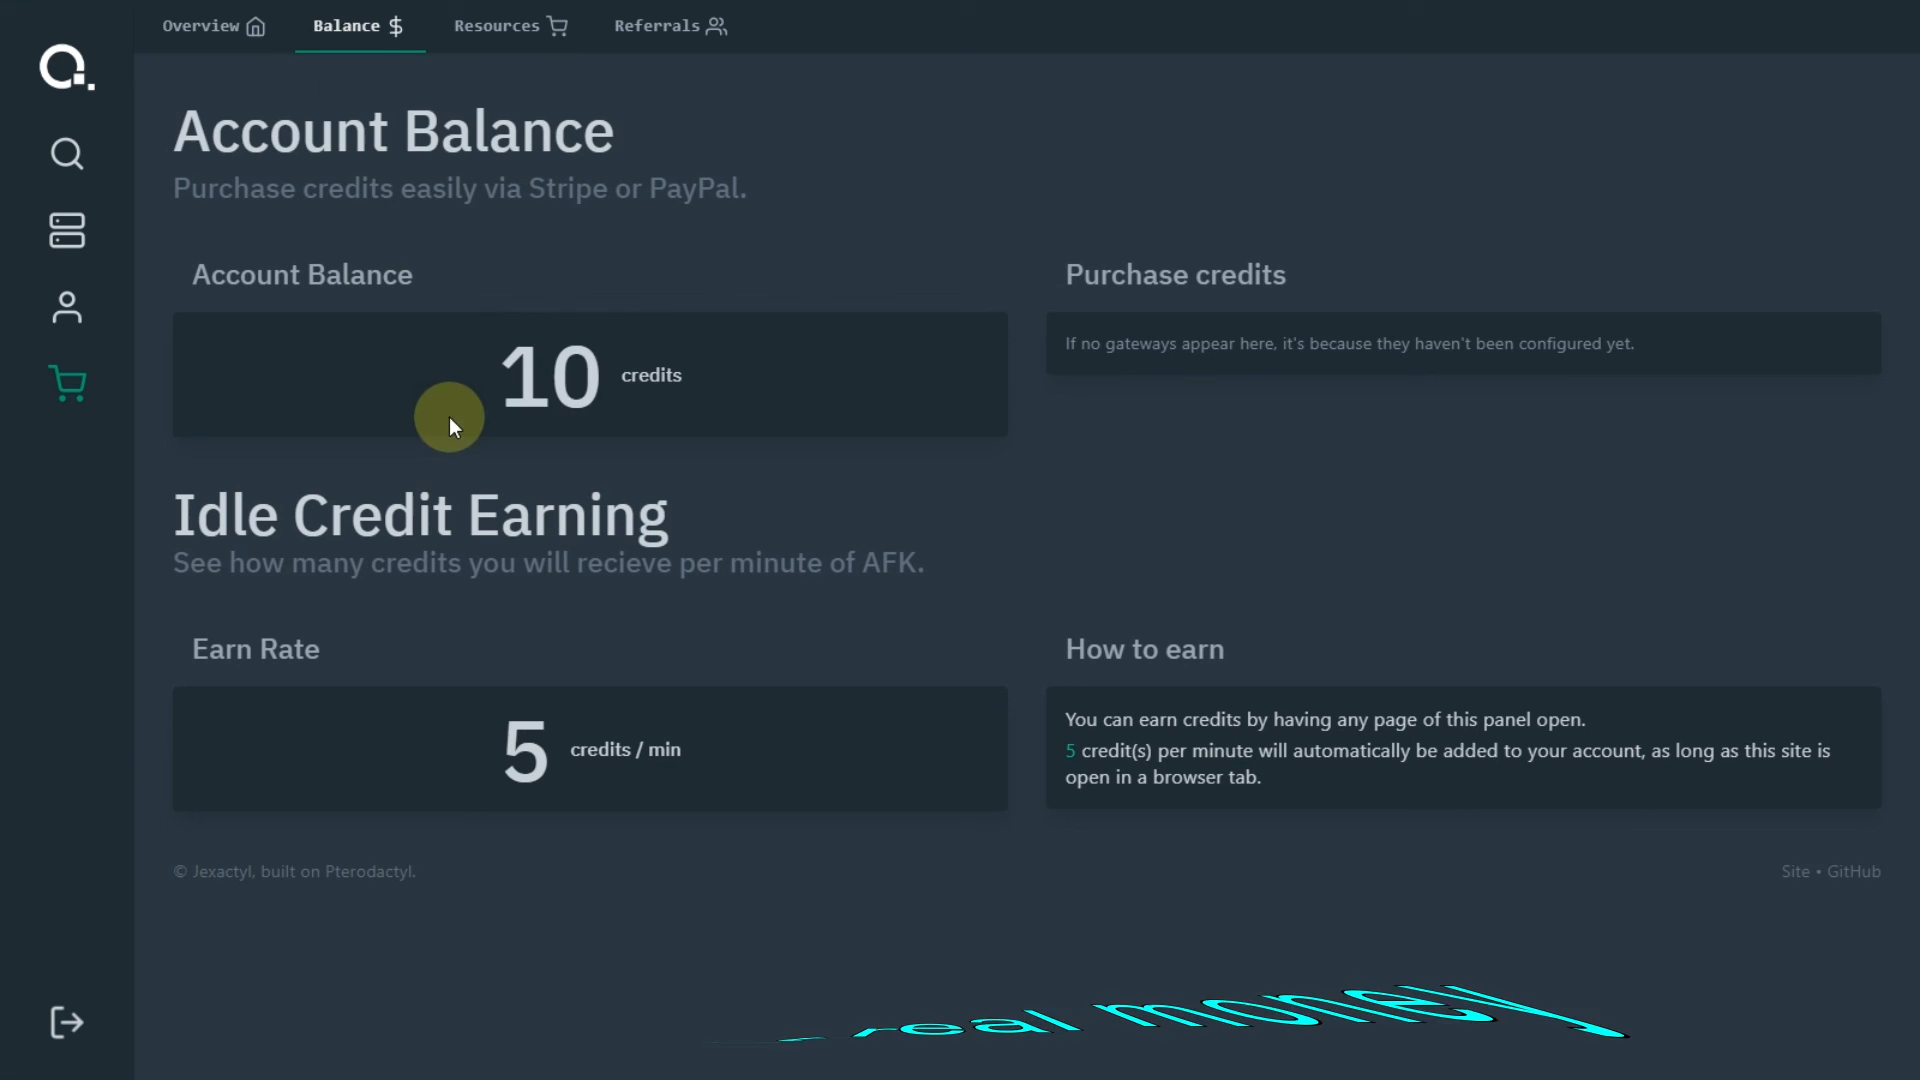 Overview
Balance $
Resources
Referrals
Account Balance
Purchase credits easily via Stripe or PayPal.
Account Balance
10 credits
Purchase credits
If no gateways appear here, it's because they haven't been configured yet.
Idle Credit Earning
See how many credits you will recieve per minute of AFK.
Earn Rate
5 credits / min
How to earn
You can earn credits by having any page of this panel open.
5 credit(s) per minute will automatically be added to your account, as long as this site is
open in a browser tab.
© Jexactyl, built on Pterodactyl.
Site • GitHub
real money